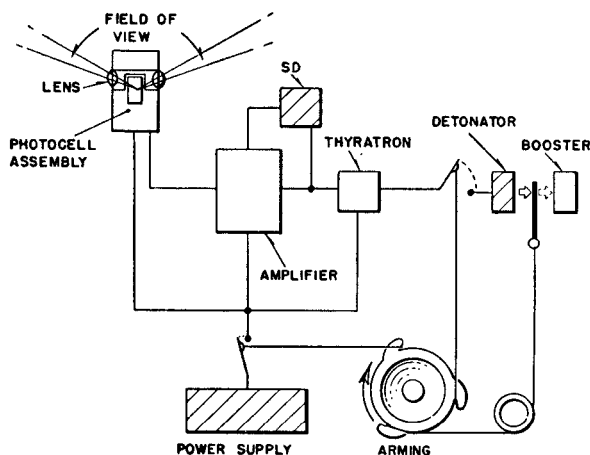 FIELD OF
VIEW
LENS
PHOTOCELL
ASSEMBLY
SD
THYRATRON
DETONATOR
BOOSTER
AMPLIFIER
POWER SUPPLY
ARMING